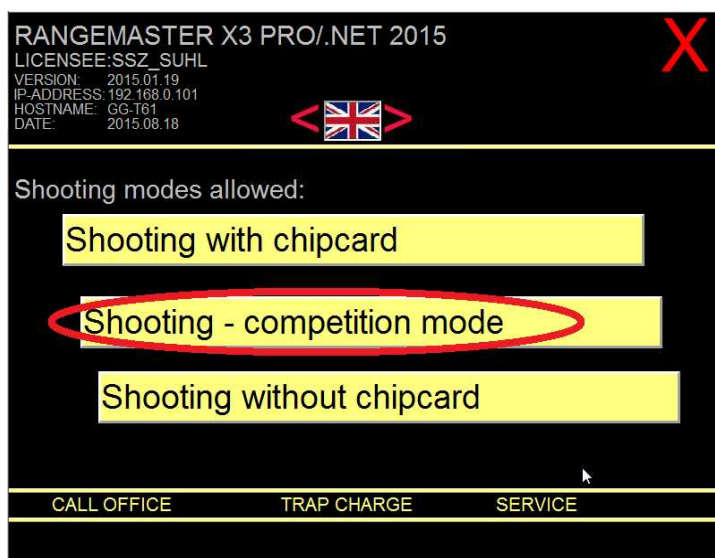 RANGEMASTER X3 PRO/.NET 2015
LICENSEE:SSZ_SUHL
VERSION: 2015.01.19
IP-ADDRESS: 192.168.0.101
HOSTNAME: GG-T61
DATE: 2015.08.18
X
< >
Shooting modes allowed:
Shooting with chipcard
Shooting - competition mode
Shooting without chipcard
CALL OFFICE TRAP CHARGE SERVICE